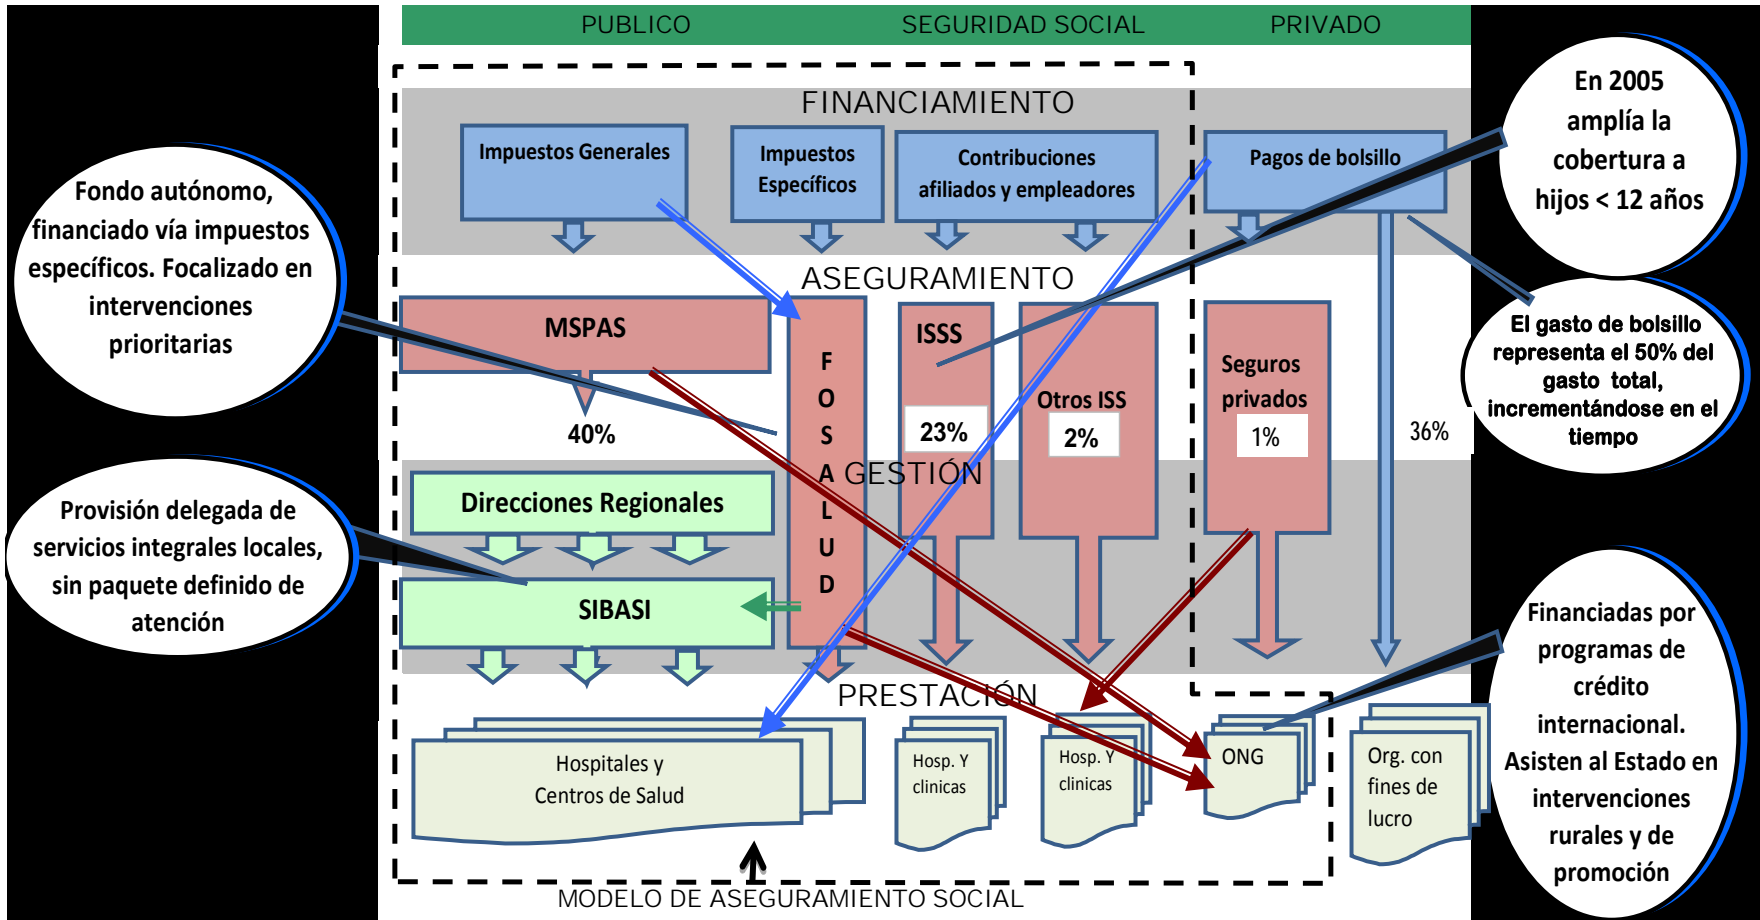 PUBLICO
SEGURIDAD SOCIAL
PRIVADO
FINANCIAMIENTO
Impuestos Generales
Impuestos
Específicos
Contribuciones
afiliados y empleadores
Pagos de bolsillo
En 2005
amplía la
cobertura a
hijos < 12 años
Fondo autónomo,
financiado vía impuestos
específicos. Focalizado en
intervenciones
prioritarias
ASEGURAMIENTO
MSPAS
F
O
S
A
L
U
D
ISSS
Otros ISS
Seguros
privados
40%
23%
2%
1%
36%
El gasto de bolsillo
representa el 50% del
gasto total,
incrementándose en el
tiempo
GESTIÓN
Direcciones Regionales
SIBASI
Provisión delegada de
servicios integrales locales,
sin paquete definido de
atención
PRESTACIÓN
Hospitales y
Centros de Salud
Hosp. Y
clinicas
Hosp. Y
clinicas
ONG
Org. con
fines de
lucro
Financiadas por
programas de
crédito
internacional.
Asisten al Estado en
intervenciones
rurales y de
promoción
MODELO DE ASEGURAMIENTO SOCIAL